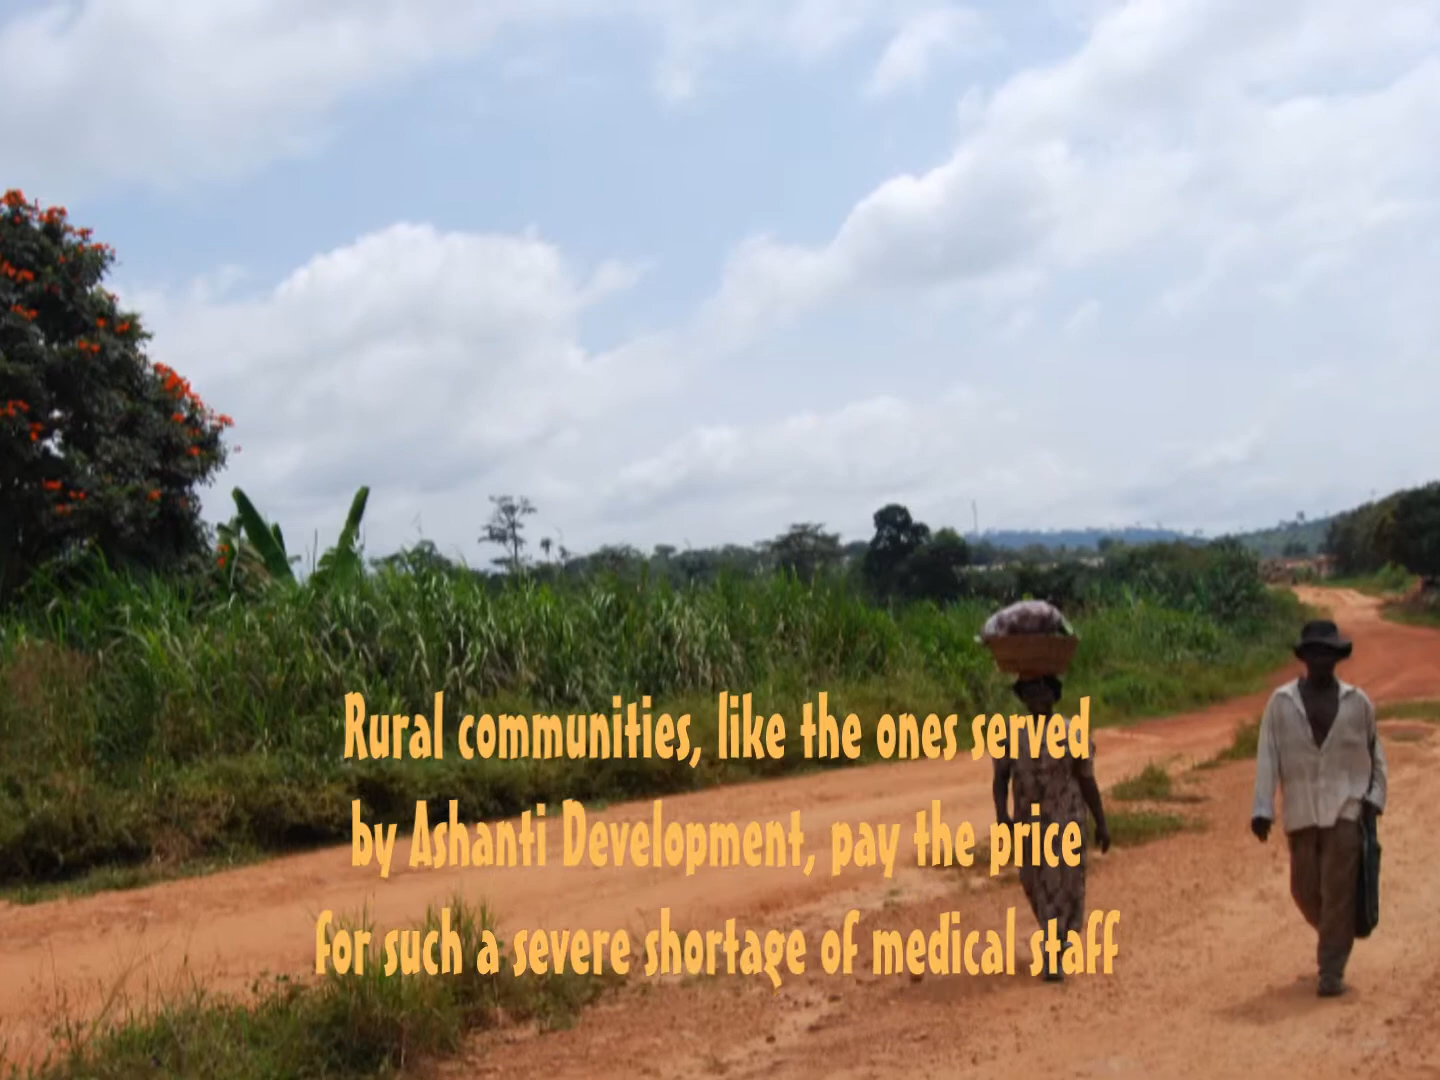 Rural communities, like the ones served
by Ashanti Development, pay the price
for such a severe shortage of medical staff